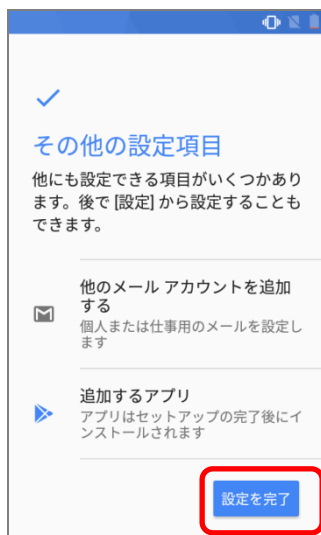 その他の設定項目
他にも設定できる項目がいくつかあり
ます。後で [設定] から設定することも
できます。
他のメール アカウントを追加
する
個人または仕事用のメールを設定し
ます
追加するアプリ
アプリはセットアップの完了後にイ
ンストールされます
設定を完了